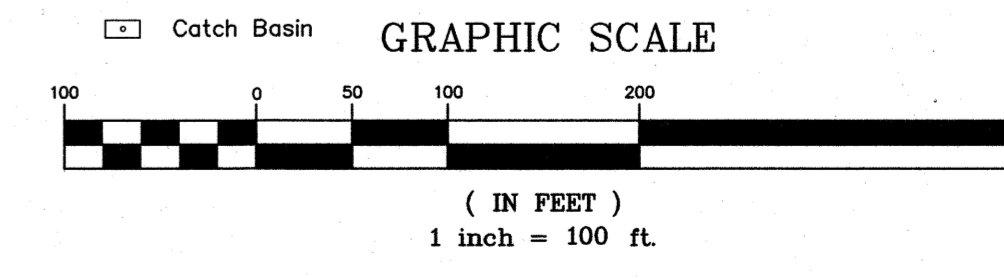 Catch Basin
GRAPHIC SCALE
100 0 50 100 200
( IN FEET )
1 inch = 100 ft.